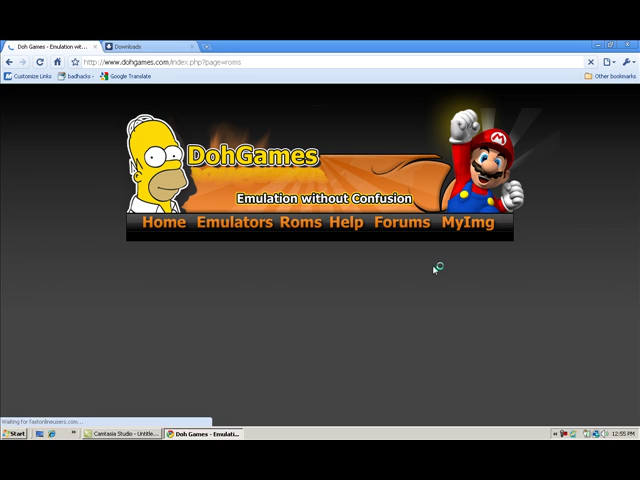 Doh Games - Emulation wit...
Downloads
http://www.dohgames.com/index.php?page=roms
Customize Links
badhacks -
Google Translate
Other bookmarks
M
DohGames
Emulation without Confusion
Home Emulators Roms Help Forums MyImg
Waiting for fastonlineusers.com...
Start
Camtasia Studio - Untitle...
Doh Games - Emulati...
12:55 PM